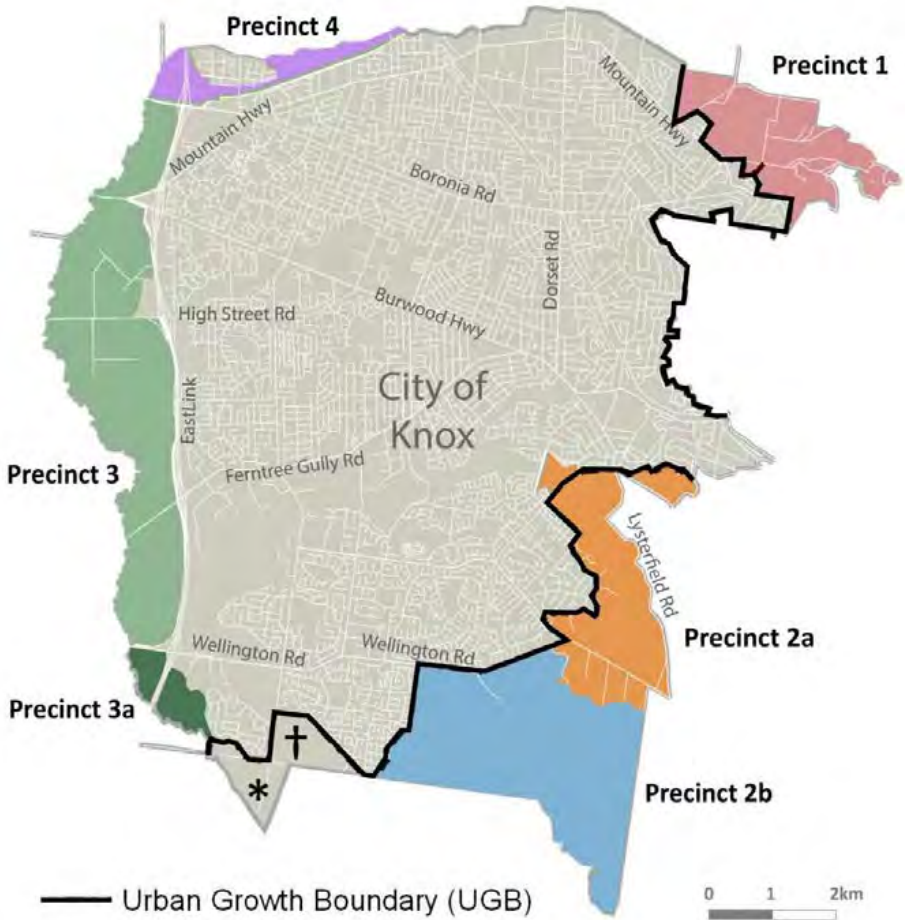 Precinct 4
Precinct 1
Mountain Hwy
Mountain Hwy
Boronia Rd
Dorset Rd
High Street Rd
Burwood Hwy
EastLink
City of
Knox
Precinct 3
Ferntree Gully Rd
Lysterfield Rd
Wellington Rd
Wellington Rd
Precinct 2a
Precinct 3a
†
*
Precinct 2b
Urban Growth Boundary (UGB)
0 1 2km